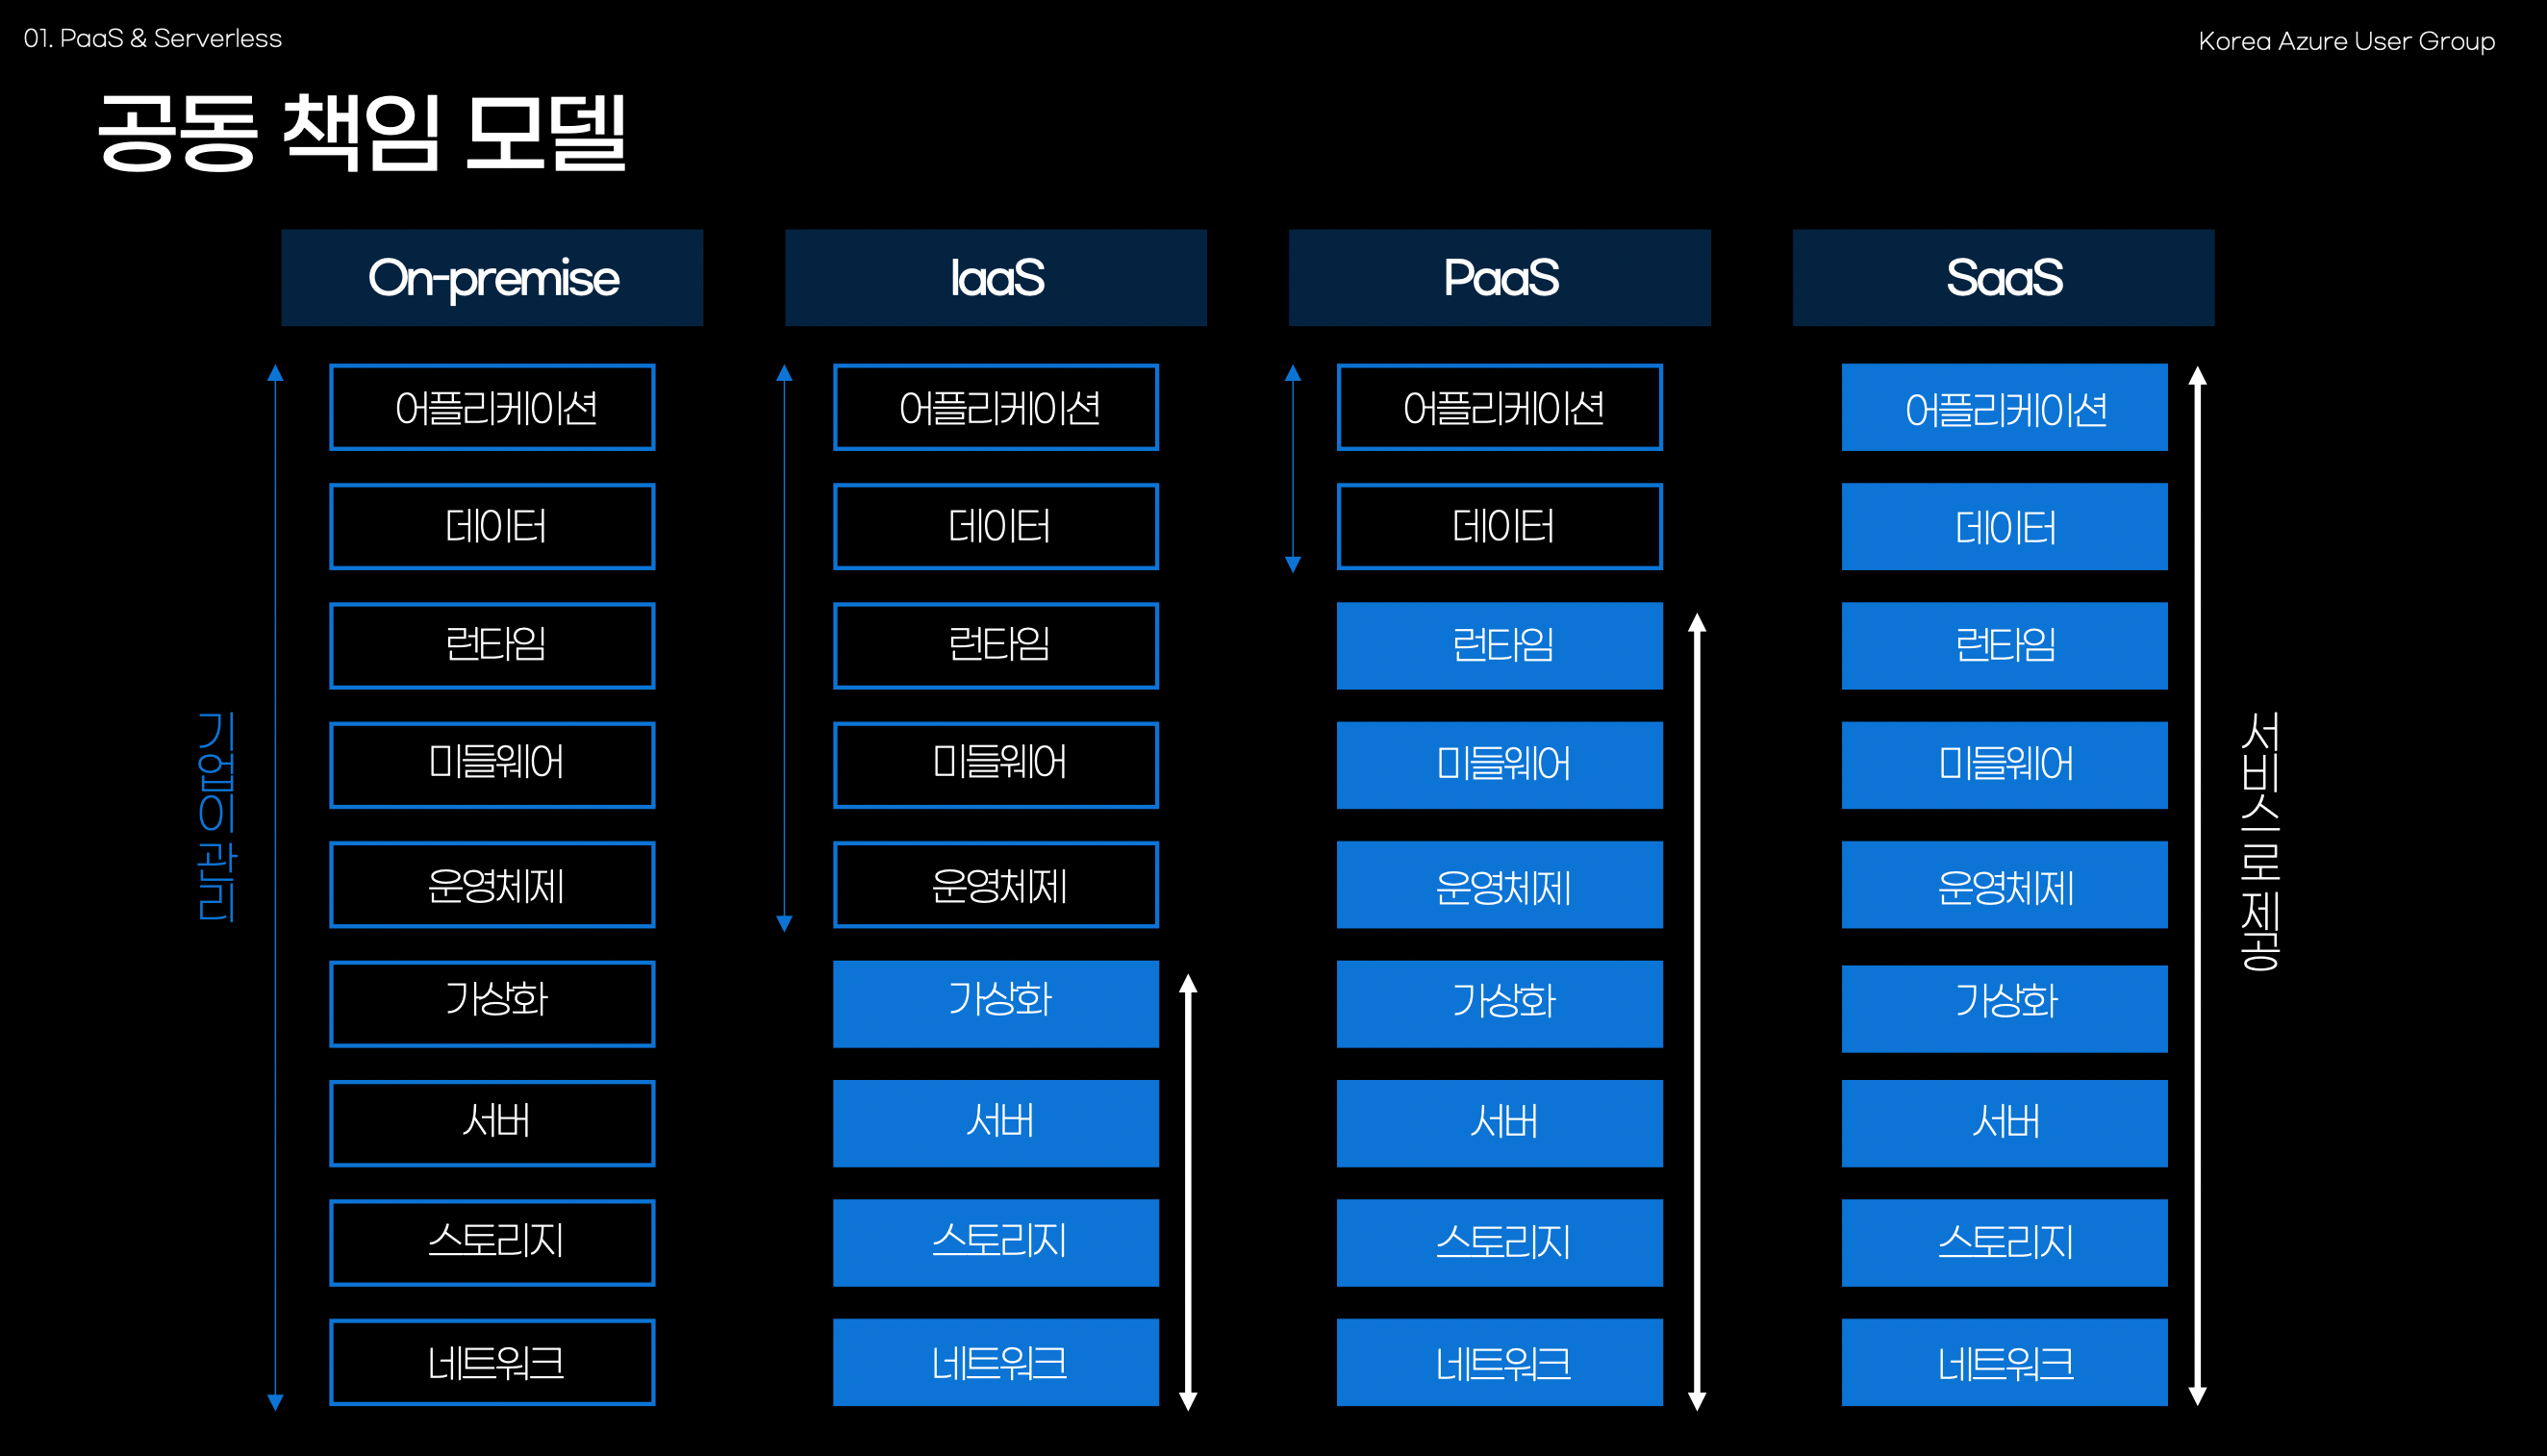 01. PaaS & Serverless
Korea Azure User Group
공동 책임 모델
On-premise
IaaS
PaaS
SaaS
기업이 관리
어플리케이션
데이터
런타임
미들웨어
운영체제
가상화
서버
스토리지
네트워크
어플리케이션
데이터
런타임
미들웨어
운영체제
가상화
서버
스토리지
네트워크
어플리케이션
데이터
런타임
미들웨어
운영체제
가상화
서버
스토리지
네트워크
어플리케이션
데이터
런타임
미들웨어
운영체제
가상화
서버
스토리지
네트워크
서비스로 제공